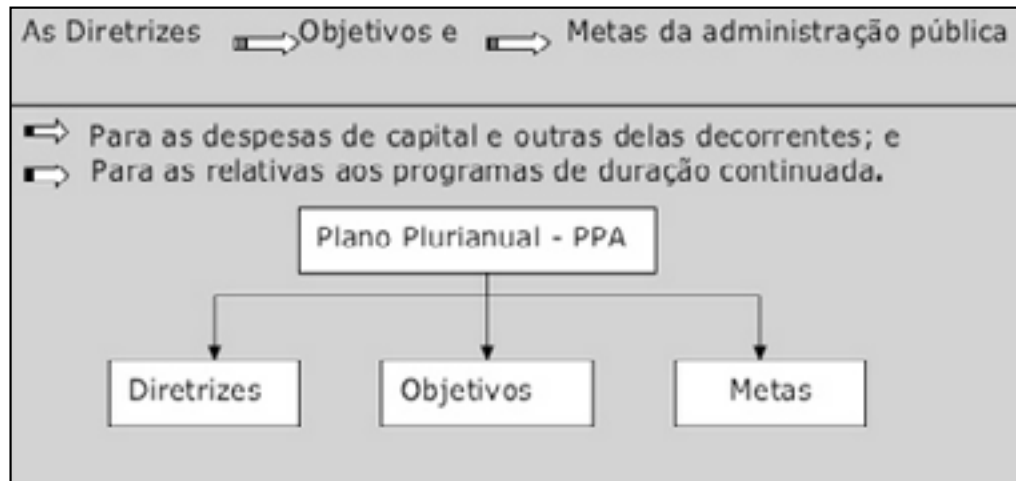 As Diretrizes Objetivos e Metas da administração pública
Para as despesas de capital e outras delas decorrentes; e
Para as relativas aos programas de duração continuada.
Plano Plurianual - PPA
Diretrizes Objetivos Metas